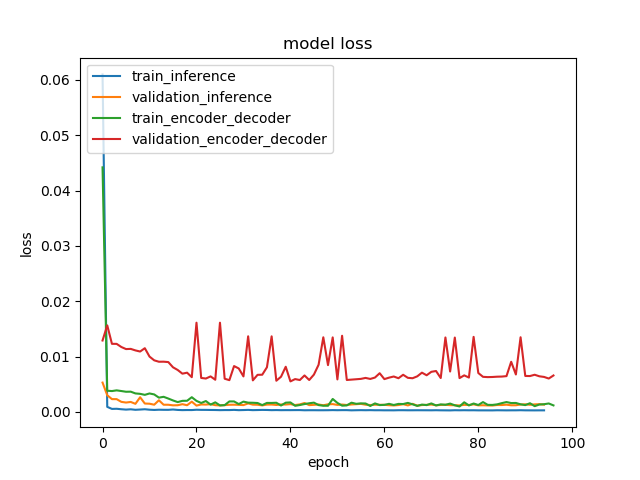 model loss
train_inference
validation_inference
train_encoder_decoder
validation_encoder_decoder
0.06
0.05
0.04
0.03
0.02
0.01
0.00
loss
0 20 40 60 80 100
epoch